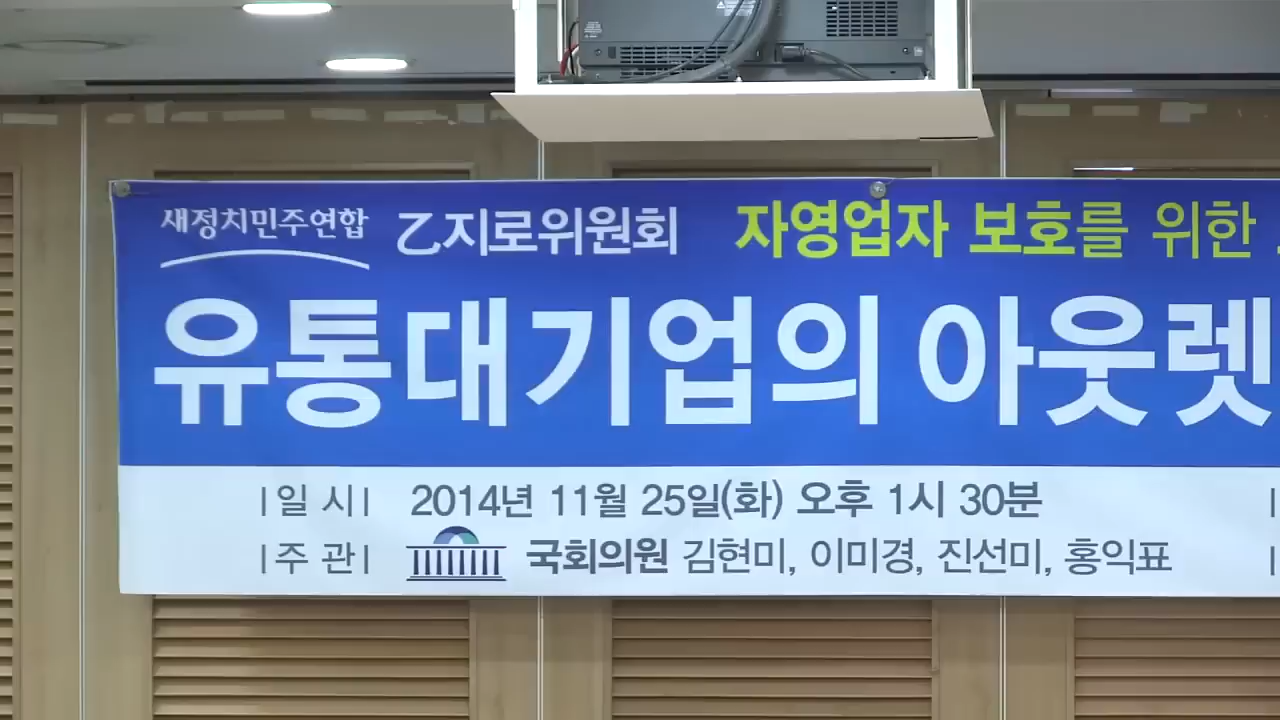 새정치민주연합 乙지로위원회 자영업자 보호를 위한
유통대기업의 아웃렛
|일 시| 2014년 11월 25일(화) 오후 1시 30분
|주 관| 국회의원 김현미, 이미경, 진선미, 홍익표